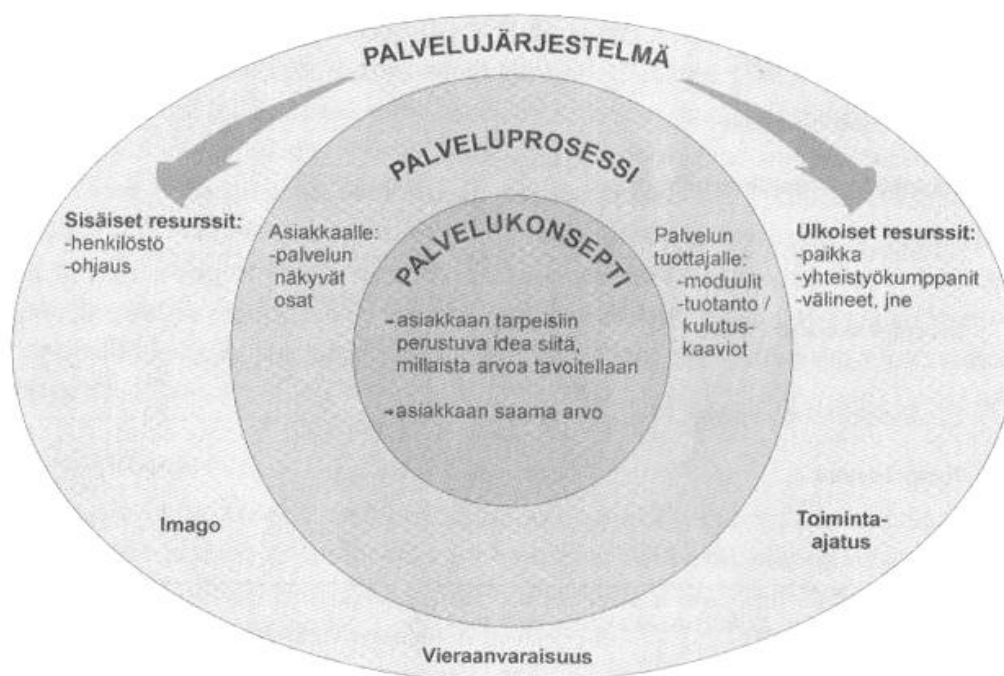 PALVELUJÄRJESTELMÄ
PALVELUPROSESSI
PALVELUKONSEPTI
Sisäiset resurssit:
-henkilöstö
-ohjaus
Asiakkaalle:
-palvelun
näkyvät
osat
Palvelun
tuottajalle:
-moduulit
-tuotanto /
kulutus-
kaaviot
Ulkoiset resurssit:
-paikka
-yhteistyökumppanit
-välineet, jne
→asiakkaan tarpeisiin
perustuva idea siitä,
millaista arvoa tavoitellaan
→asiakkaan saama arvo
Imago
Toiminta-
ajatus
Vieraanvaraisuus